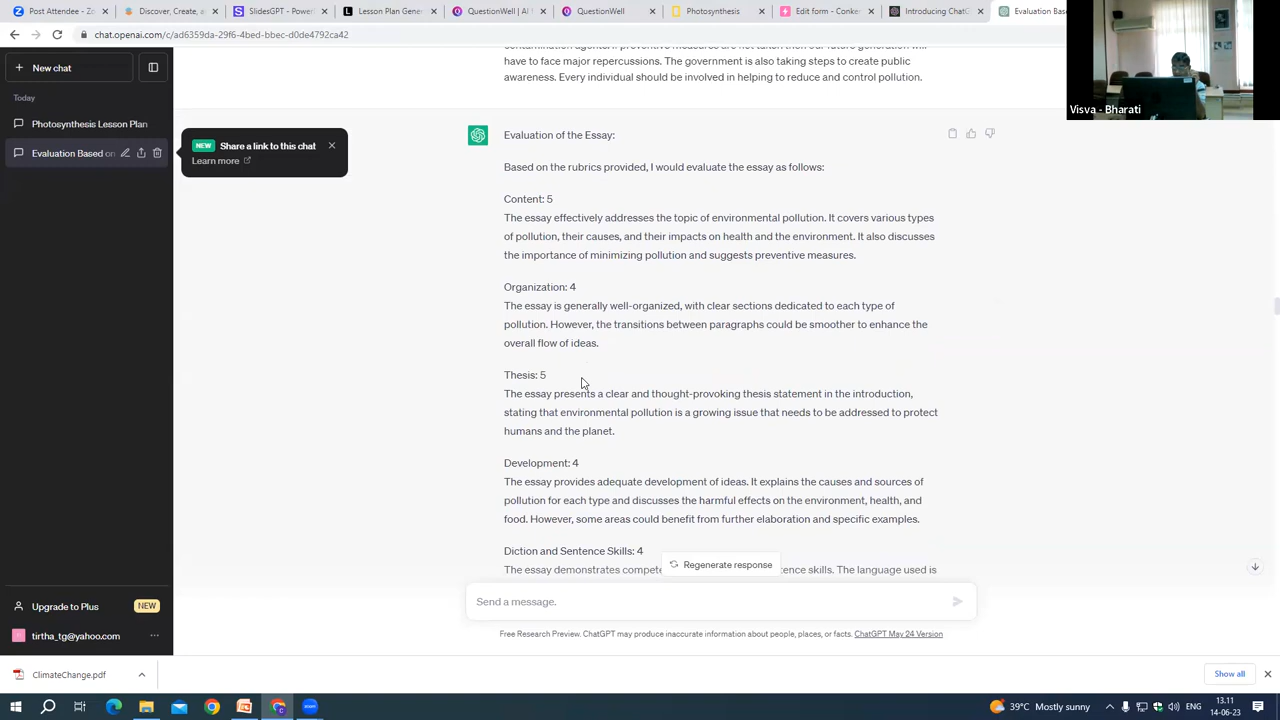 Post Attendee - Zo
Discover, Create, a
SlidesGPT - Powere
Lesson Plan Gener
QuestionWell | AI
QuestionWell
Photosynthesis
Edit form - Conker
Introducing ChatG
Evaluation Bas
chat.openai.com/c/ad6359da-29f6-4bed-bbec-d0de4792ca42
New chat
Today
Photosynthesis Lesson Plan
Evaluation Based on
NEW Share a link to this chat
Learn more
have to face major repercussions. The government is also taking steps to create public
awareness. Every individual should be involved in helping to reduce and control pollution.
Visva - Bharati
Evaluation of the Essay:
Based on the rubrics provided, I would evaluate the essay as follows:
Content: 5
The essay effectively addresses the topic of environmental pollution. It covers various types
of pollution, their causes, and their impacts on health and the environment. It also discusses
the importance of minimizing pollution and suggests preventive measures.
Organization: 4
The essay is generally well-organized, with clear sections dedicated to each type of
pollution. However, the transitions between paragraphs could be smoother to enhance the
overall flow of ideas.
Thesis: 5
The essay presents a clear and thought-provoking thesis statement in the introduction,
stating that environmental pollution is a growing issue that needs to be addressed to protect
humans and the planet.
Development: 4
The essay provides adequate development of ideas. It explains the causes and sources of
pollution for each type and discusses the harmful effects on the environment, health, and
food. However, some areas could benefit from further elaboration and specific examples.
Diction and Sentence Skills: 4
Regenerate response
The essay demonstrates compete
tence skills. The language used is
Send a message.
Free Research Preview. ChatGPT may produce inaccurate information about people, places, or facts. ChatGPT May 24 Version
Upgrade to Plus NEW
tirtha_tg@yahoo.com
ClimateChange.pdf
Show all
39°C Mostly sunny
ENG
13.11
14-06-23